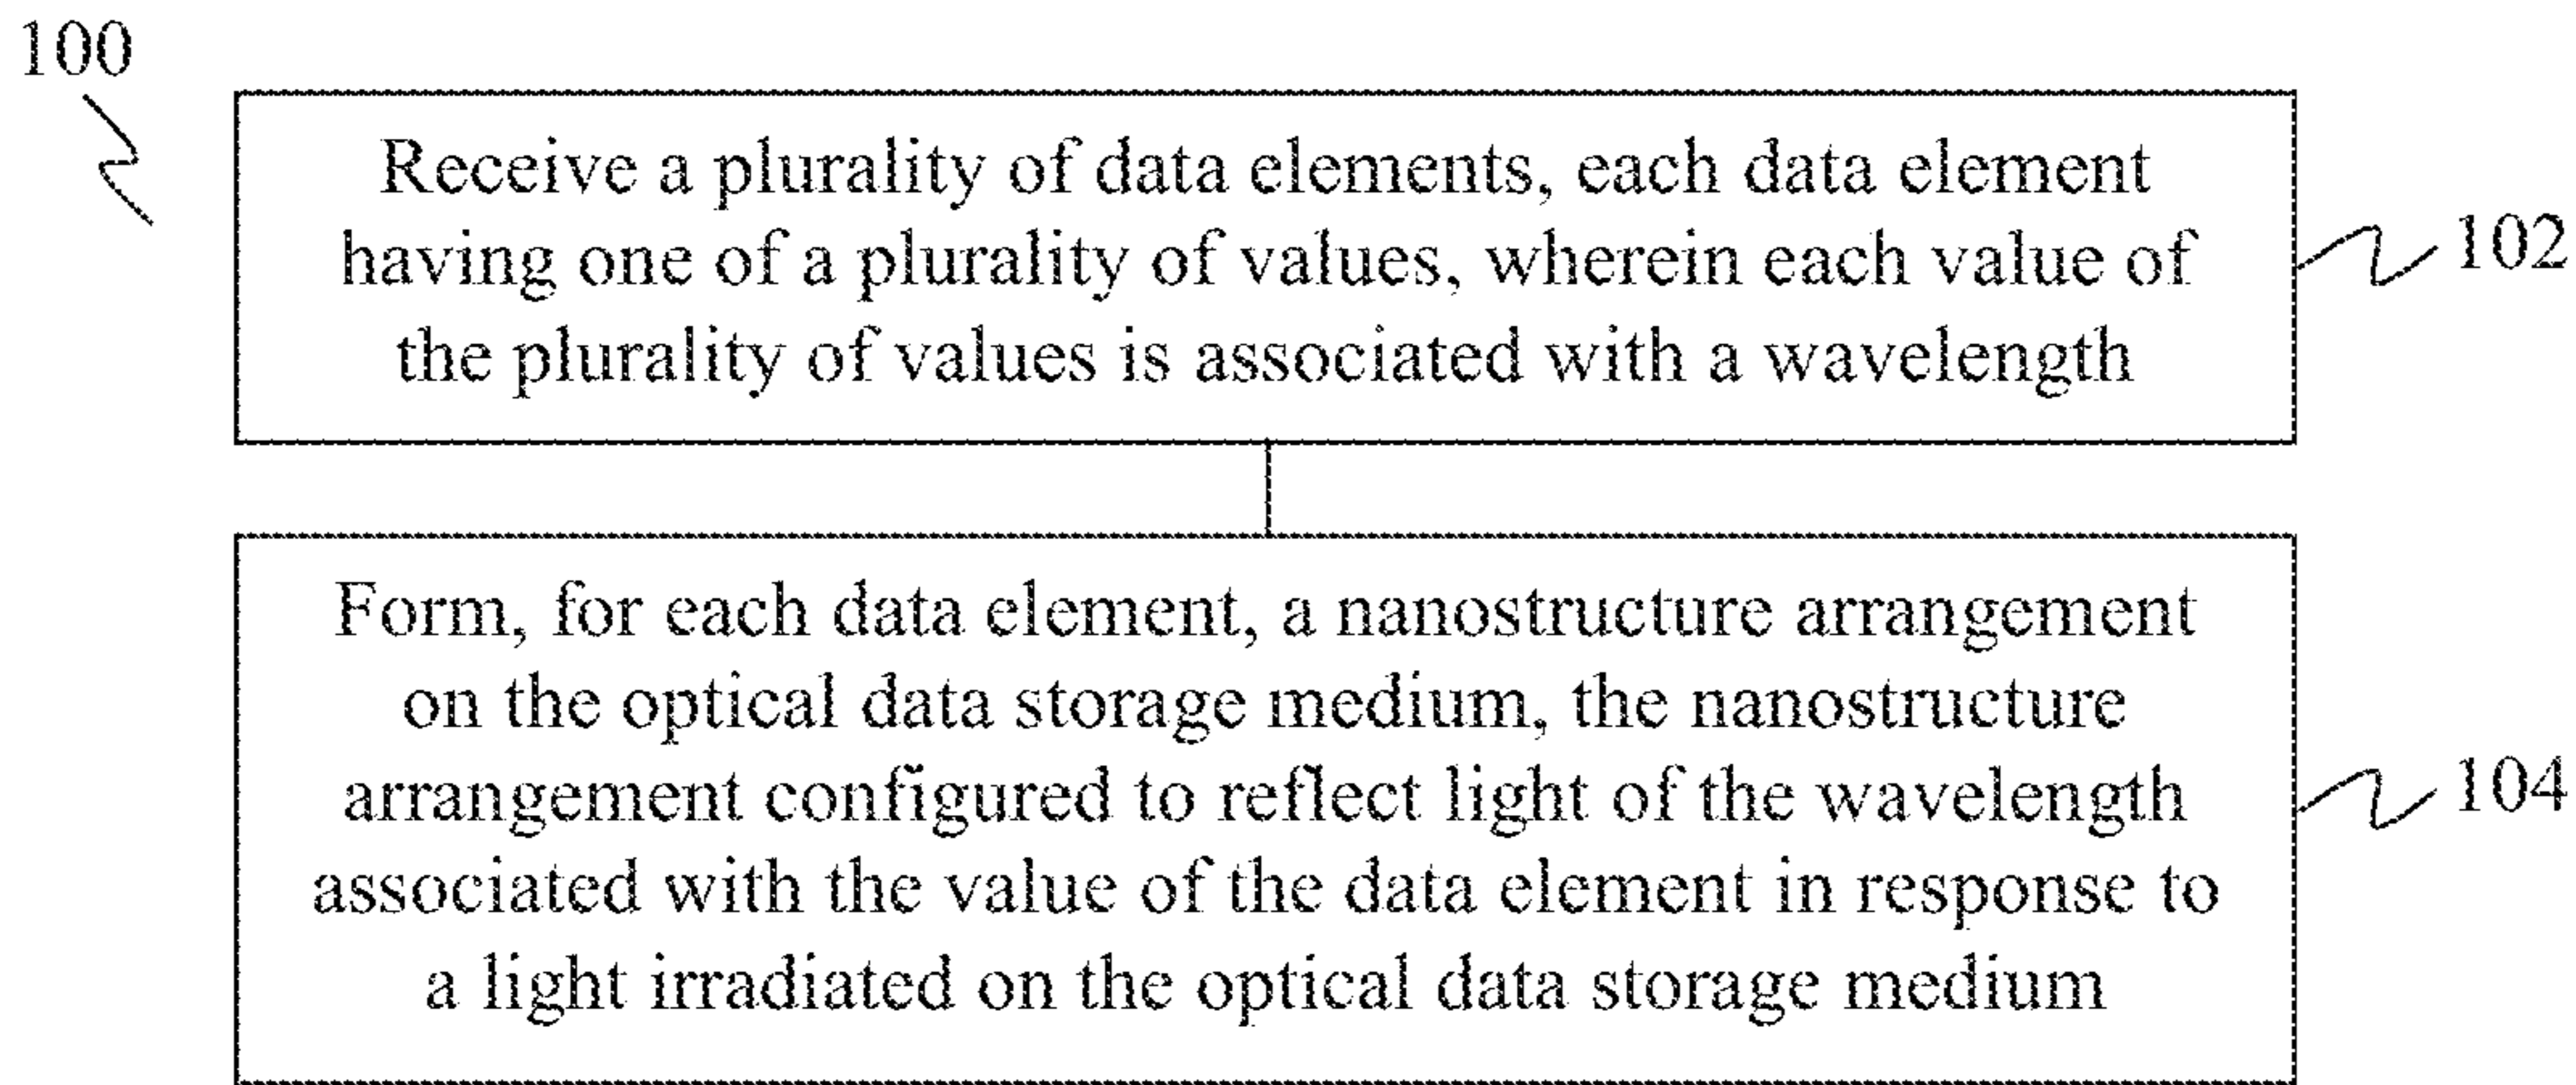 100
Receive a plurality of data elements, each data element
having one of a plurality of values, wherein each value of
the plurality of values is associated with a wavelength
102
Form, for each data element, a nanostructure arrangement
on the optical data storage medium, the nanostructure
arrangement configured to reflect light of the wavelength
associated with the value of the data element in response to
a light irradiated on the optical data storage medium
104